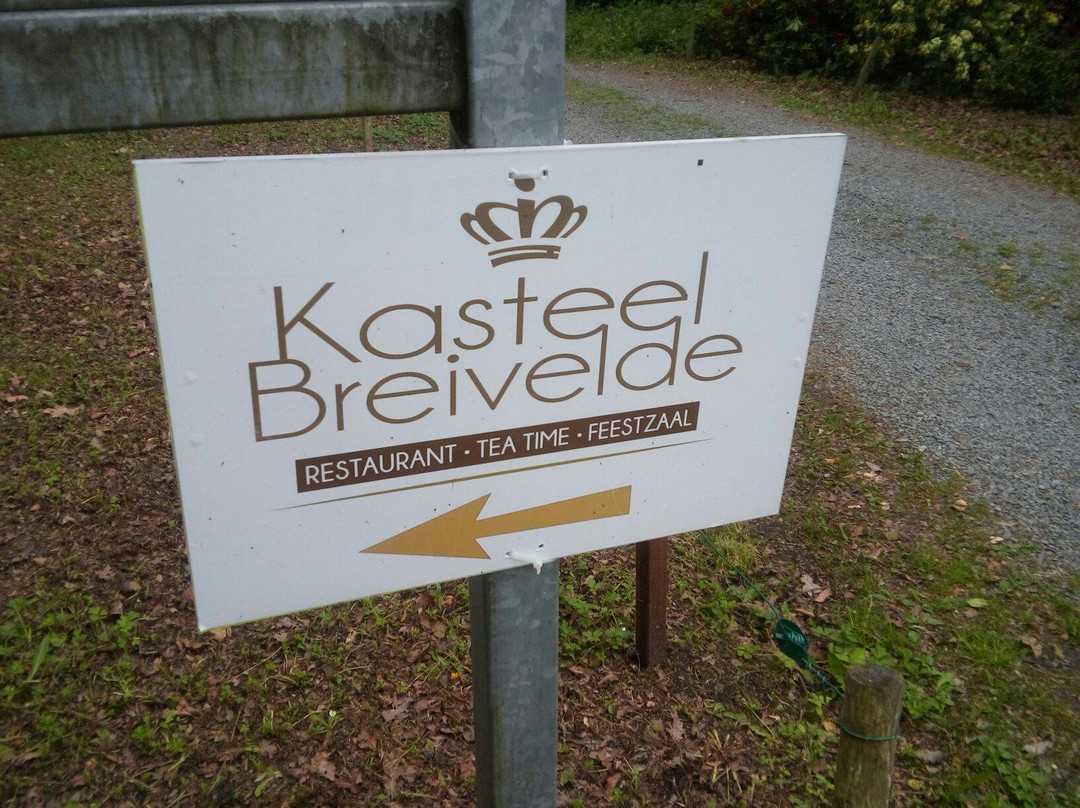 Kasteel
Breivelde
RESTAURANT • TEA TIME • FEESTZAAL